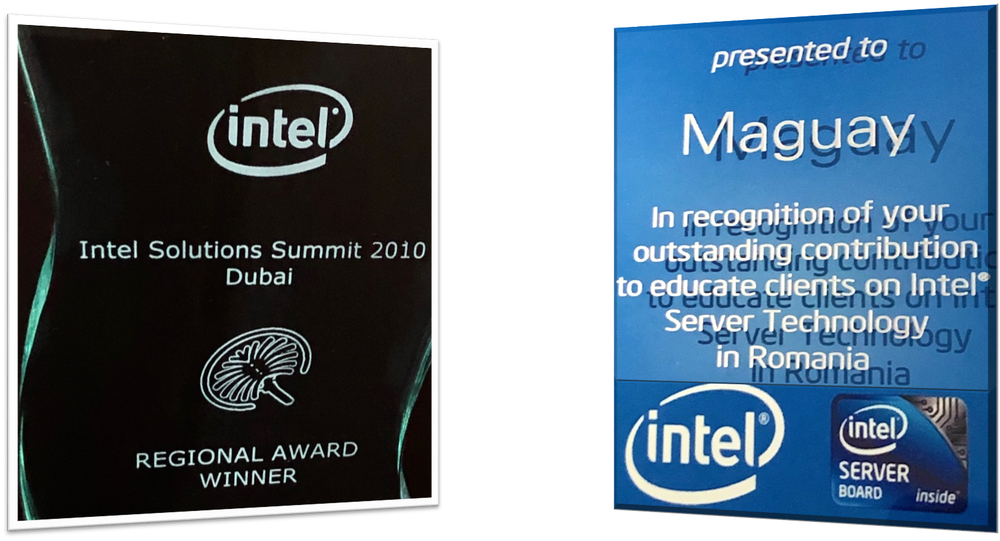 intel
Intel Solutions Summit 2010
Dubai
REGIONAL AWARD
WINNER
presented to
Maguay
In recognition of your
outstanding contribution
to educate clients on Intel®
Server Technology
in Romania
intel®
intel
SERVER
BOARD
inside™